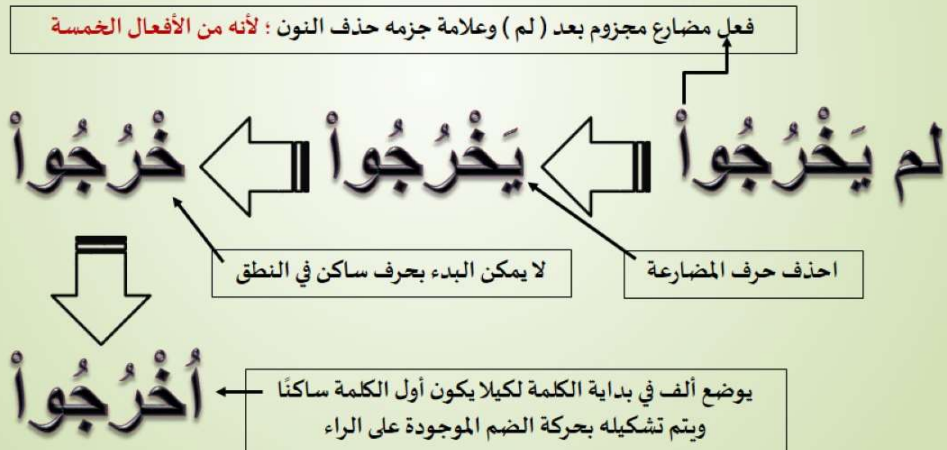 فعل مضارع مجزوم بعد ( لم ) وعلامة جزمه حذف النون ؛ لأنه من الأفعال الخمسة
لم يَخْرُجُواْ
يَخْرُجُواْ
خْرُجُواْ
احذف حرف المضارعة
لا يمكن البدء بحرف ساكن في النطق
اُخْرُجُواْ
يوضع ألف في بداية الكلمة لكيلا يكون أول الكلمة ساكنًا
ويتم تشكيله بحركة الضم الموجودة على الراء